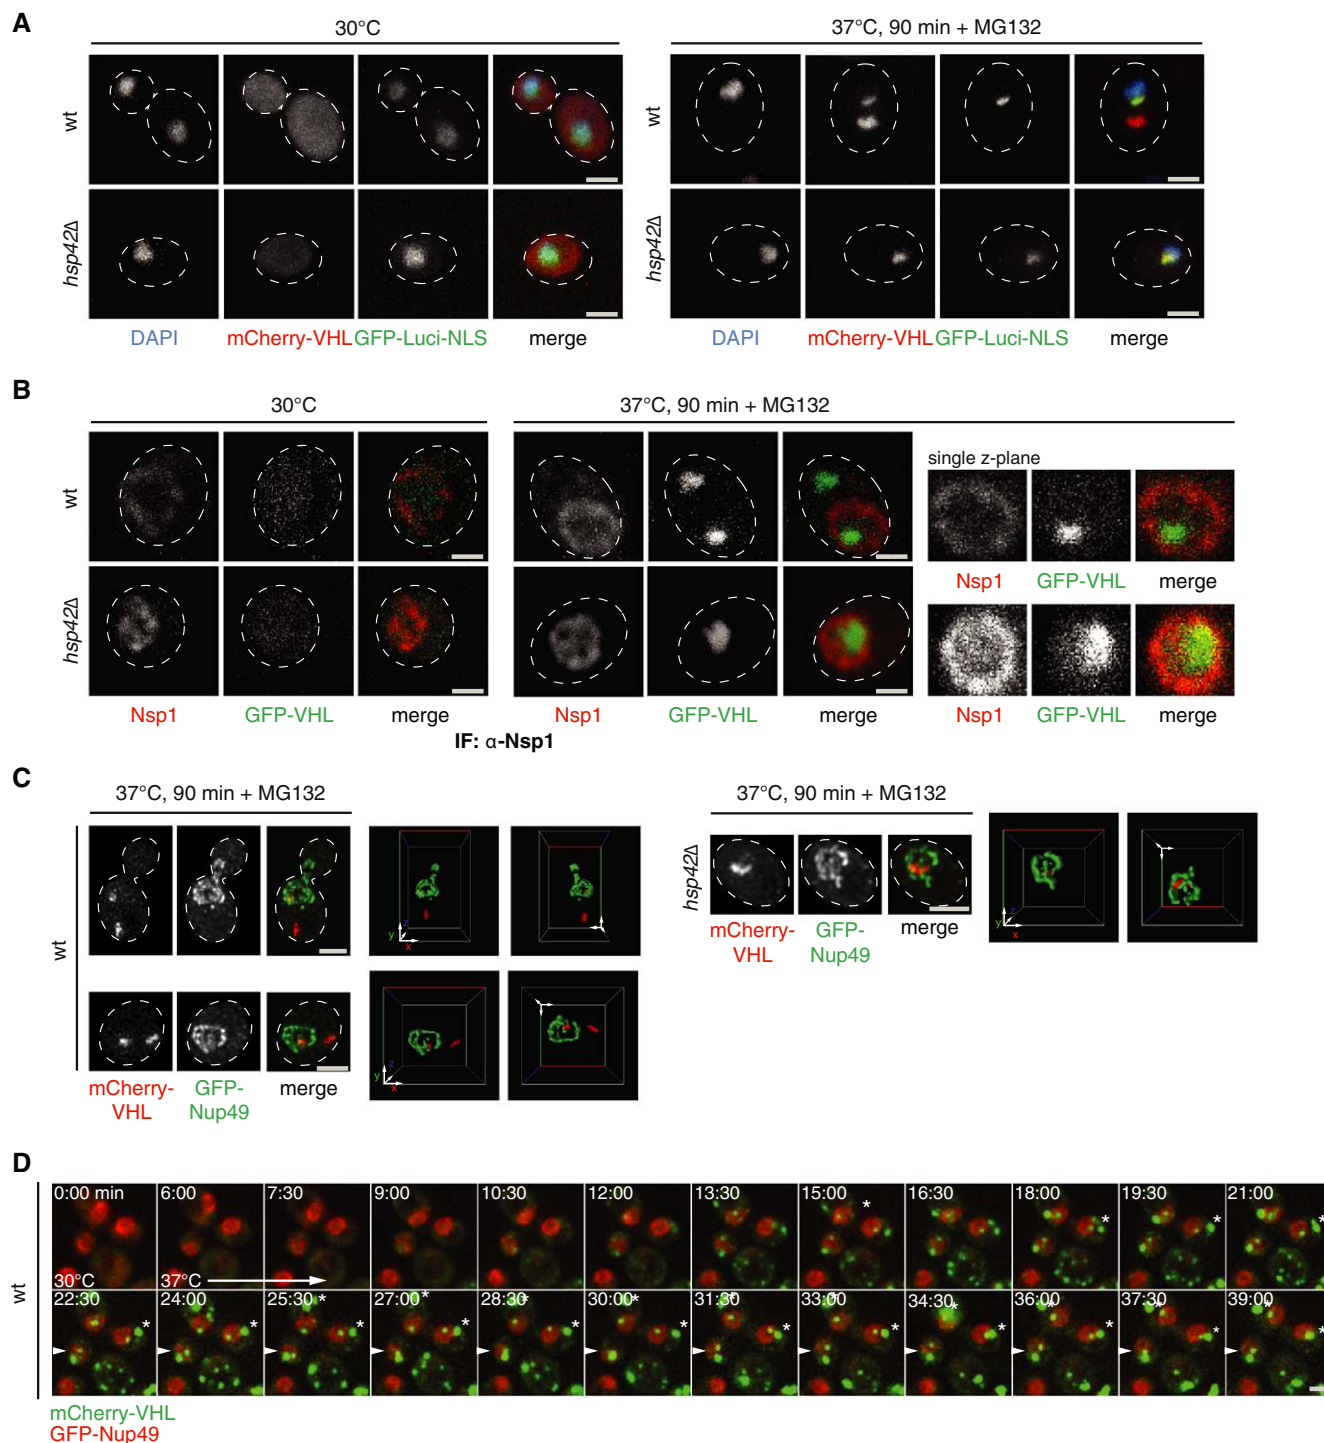 A
30°C
37°C, 90 min + MG132
wt
wt
hsp42Δ
hsp42Δ
DAPI mCherry-VHL GFP-Luci-NLS merge
DAPI mCherry-VHL GFP-Luci-NLS merge
B
30°C
37°C, 90 min + MG132
wt
single z-plane
Nsp1 GFP-VHL merge
hsp42Δ
Nsp1 GFP-VHL merge
Nsp1 GFP-VHL merge
Nsp1 GFP-VHL merge
IF: α-Nsp1
C
37°C, 90 min + MG132
37°C, 90 min + MG132
wt
hsp42Δ
z
y
x
mCherry-VHL GFP-Nup49 merge
y
x
z
y
x
mCherry-VHL GFP-Nup49 merge
D
wt
0:00 min 6:00 7:30 9:00 10:30 12:00 13:30 15:00 16:30 18:00 19:30 21:00
* * * *
30°C 37°C
22:30 24:00 25:30 27:00 28:30 30:00 31:30 33:00 34:30 36:00 37:30 39:00
mCherry-VHL
GFP-Nup49